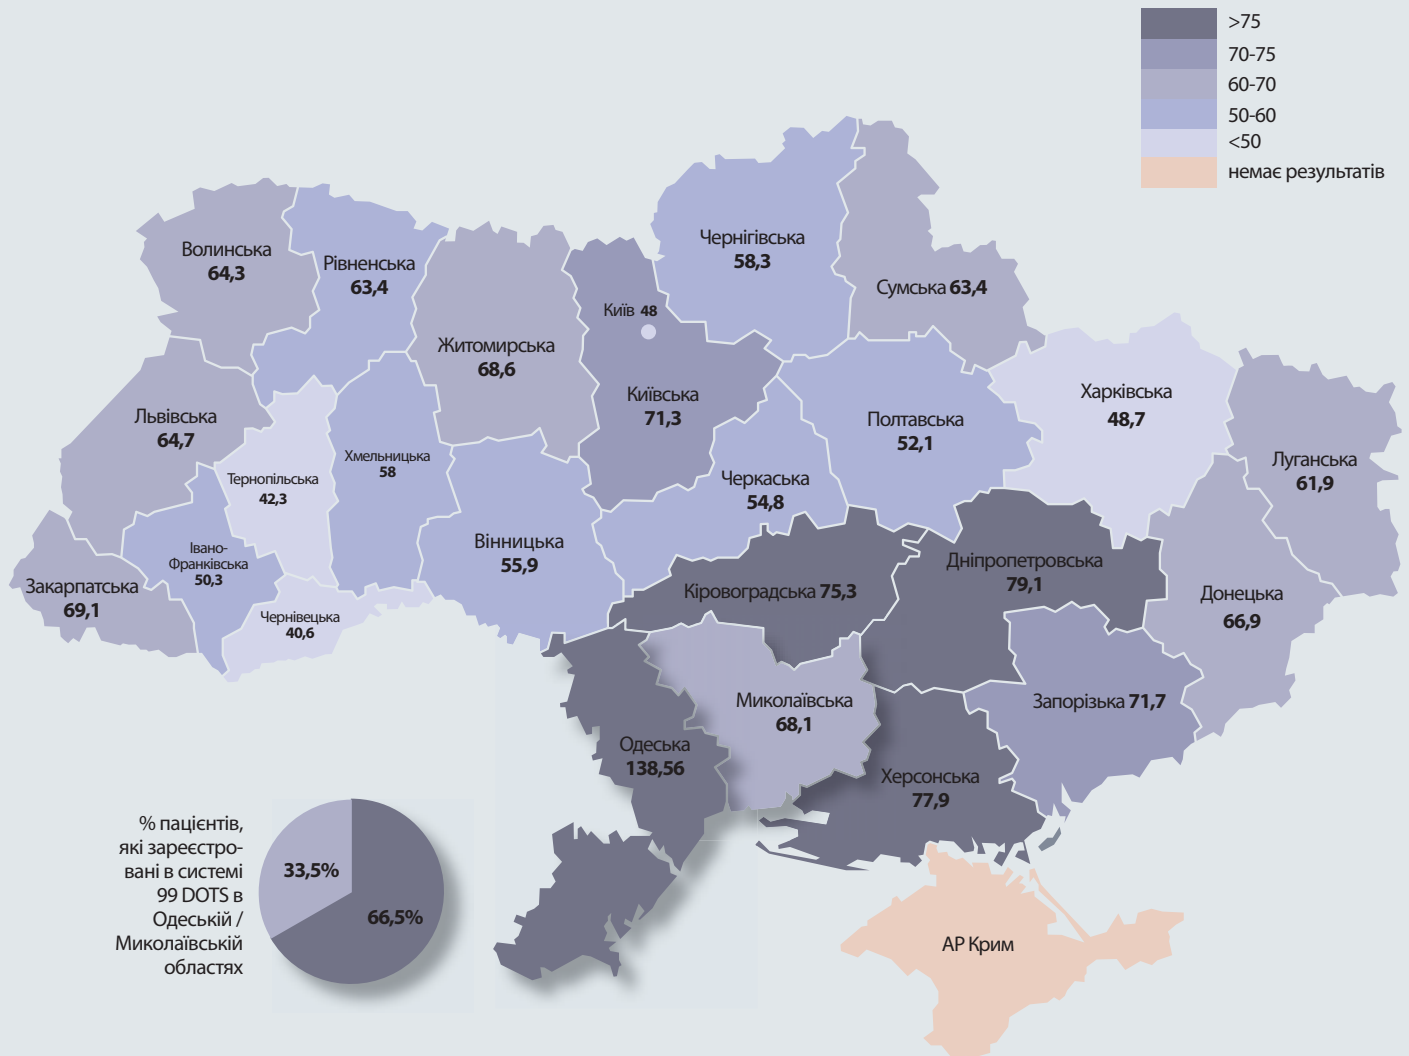 >75
70-75
60-70
50-60
<50
немає результатів
Волинська
64,3
Рівненська
63,4
Житомирська
68,6
Київ 48
Київська
71,3
Чернігівська
58,3
Сумська 63,4
Львівська
64,7
Тернопільська
42,3
Хмельницька
58
Вінницька
55,9
Черкаська
54,8
Полтавська
52,1
Харківська
48,7
Луганська
61,9
Закарпатська
69,1
Івано-
Франківська
50,3
Чернівецька
40,6
Кіровоградська 75,3
Дніпропетровська
79,1
Донецька
66,9
Одеська
138,56
Миколаївська
68,1
Херсонська
77,9
Запорізька 71,7
АР Крим
% пацієнтів,
які зареєстро-
вані в системі
99 DOTS в
Одеській /
Миколаївській
областях
33,5%
66,5%